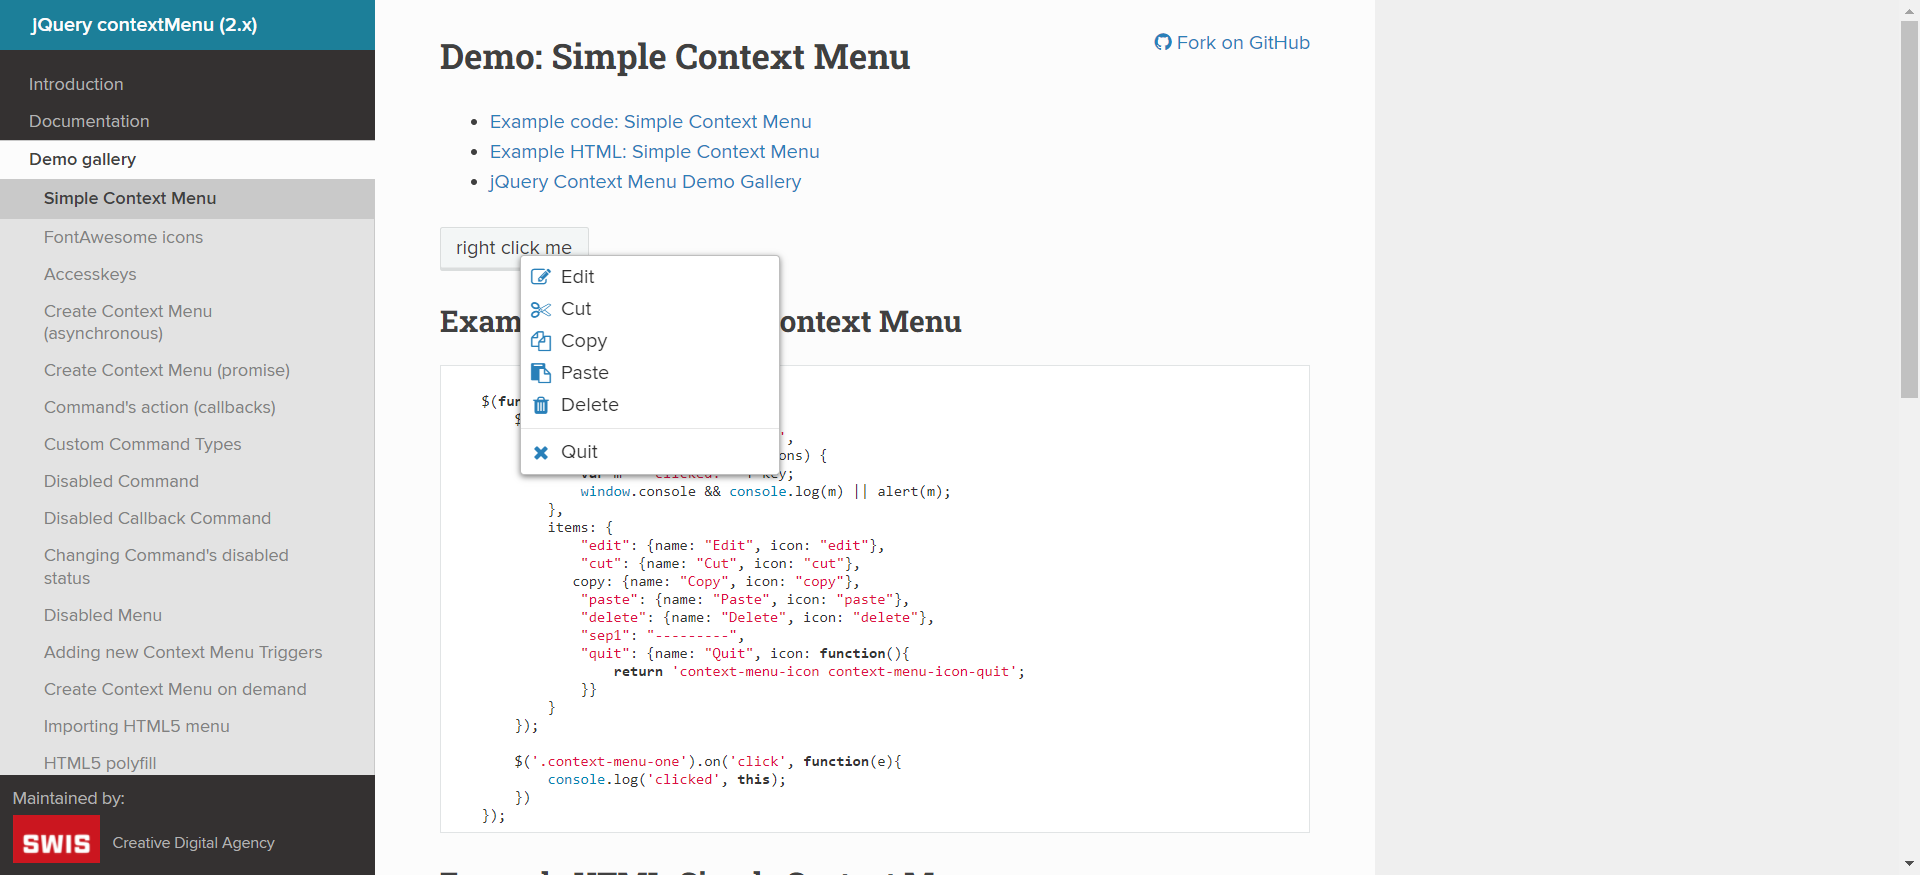 jQuery contextMenu (2.x)
Introduction
Documentation
Demo gallery
Simple Context Menu
FontAwesome icons
Accesskeys
Create Context Menu
(asynchronous)
Create Context Menu (promise)
Command's action (callbacks)
Custom Command Types
Disabled Command
Disabled Callback Command
Changing Command's disabled
status
Disabled Menu
Adding new Context Menu Triggers
Create Context Menu on demand
Importing HTML5 menu
HTML5 polyfill
Maintained by:
SWIS
Creative Digital Agency
Fork on GitHub
Demo: Simple Context Menu
Example code: Simple Context Menu
Example HTML: Simple Context Menu
jQuery Context Menu Demo Gallery
right click me
Edit
Cut
Copy
Paste
Delete
Quit
Exam ontext Menu
$(fun
$
',
ons) {
key;
window.console && console.log(m) || alert(m);
},
items: {
"edit": {name: "Edit", icon: "edit"},
"cut": {name: "Cut", icon: "cut"},
copy: {name: "Copy", icon: "copy"},
"paste": {name: "Paste", icon: "paste"},
"delete": {name: "Delete", icon: "delete"},
"sep1": "---------",
"quit": {name: "Quit", icon: function(){
return 'context-menu-icon context-menu-icon-quit';
}}
}
});
$('.context-menu-one').on('click', function(e){
console.log('clicked', this);
})
});